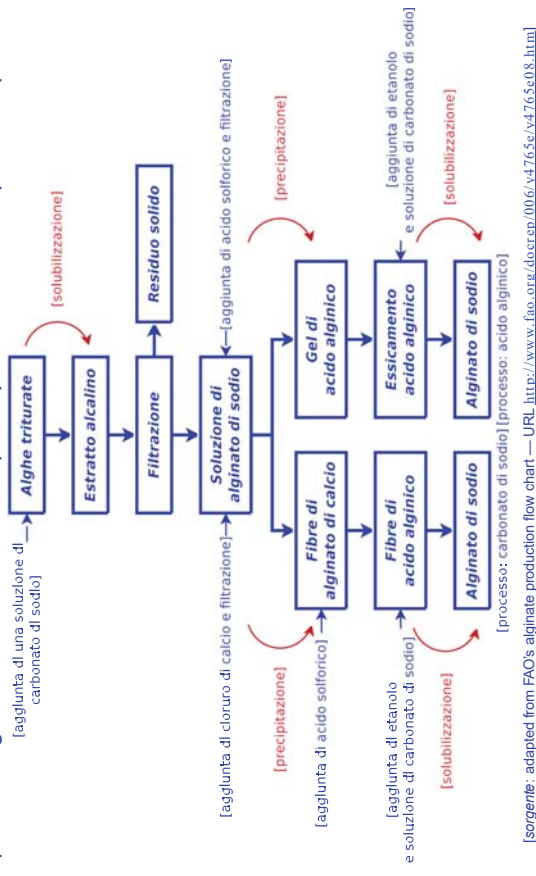 [aggiunta di una soluzione di
carbonato di sodio]
Alghe triturate
[solubilizzazione]
Estratto alcalino
Filtrazione
Residuo solido
Soluzione di
alginato di sodio
[aggiunta di cloruro di calcio e filtrazione]
[aggiunta di acido solforico e filtrazione]
[precipitazione]
[precipitazione]
Fibre di
alginato di calcio
Gel di
acido alginico
[aggiunta di acido solforico]
Fibre di
acido alginico
Essicamento
acido alginico
[aggiunta di etanolo
e soluzione di carbonato di sodio]
[aggiunta di etanolo
e soluzione di carbonato di sodio]
[solubilizzazione]
[solubilizzazione]
Alginato di sodio
Alginato di sodio
[processo: carbonato di sodio] [processo: acido alginico]
[sorgente: adapted from FAO's alginate production flow chart — URL http://www.fao.org/docrep/006/y4765e/y4765e08.htm]